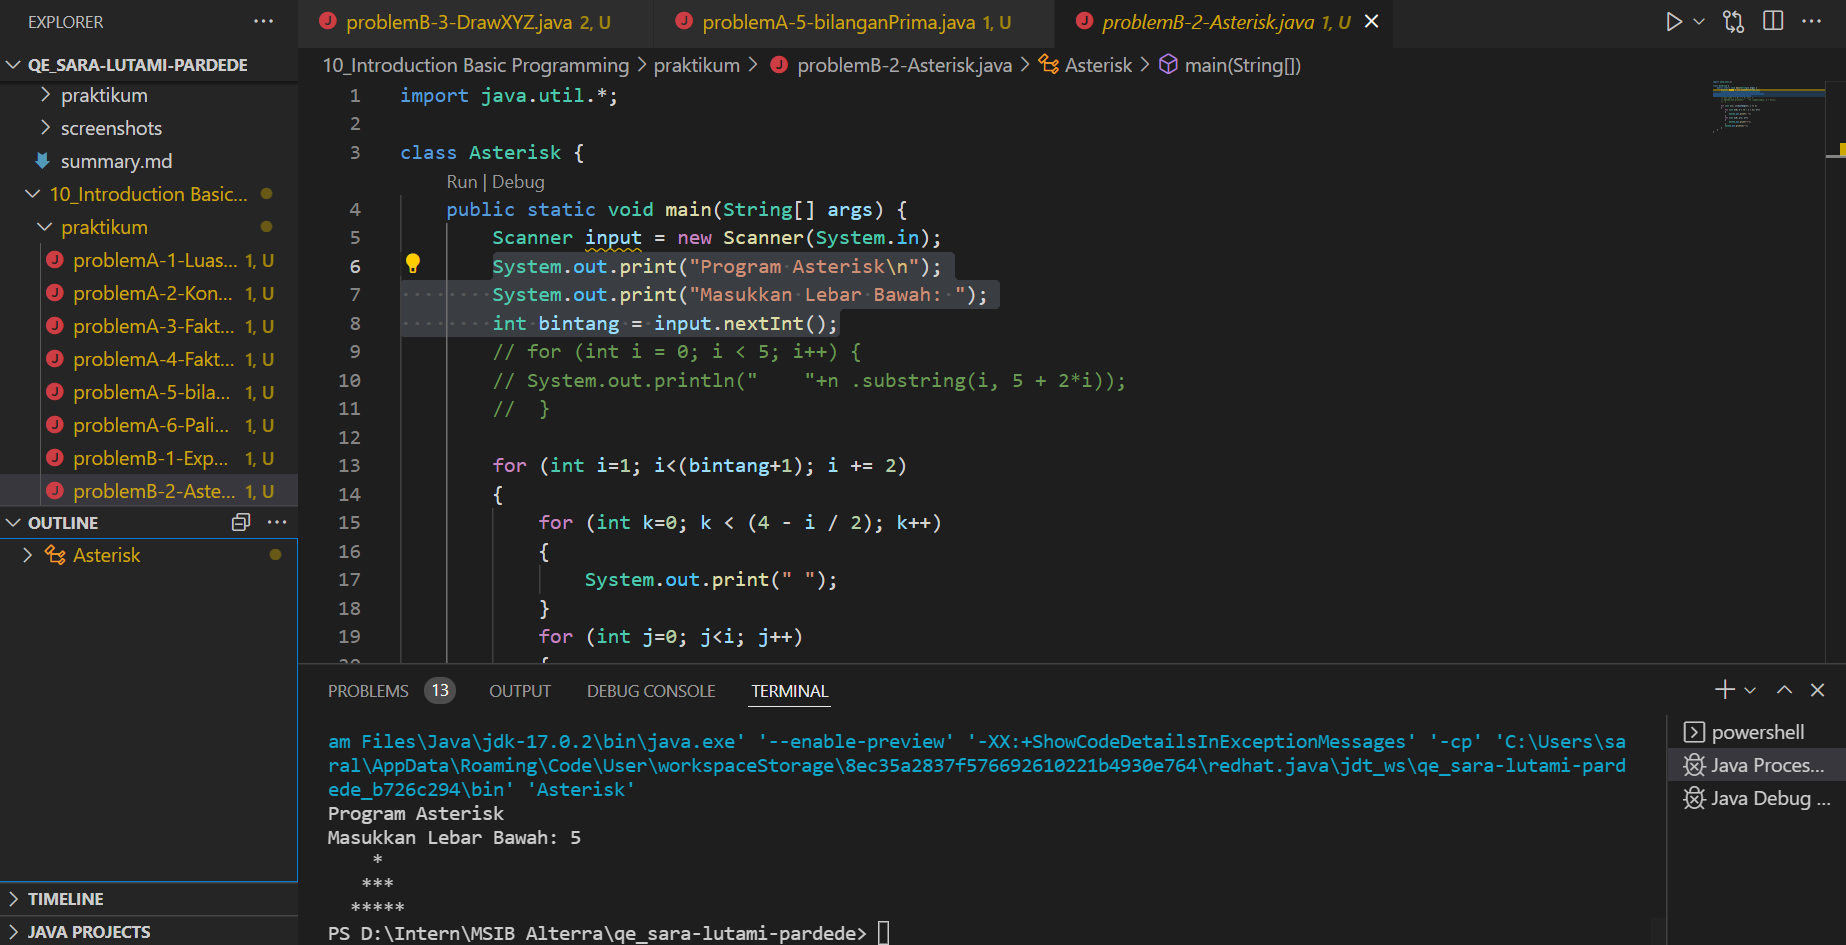 EXPLORER
QE_SARA-LUTAMI-PARDEDE
praktikum
screenshots
summary.md
10_Introduction Basic...
praktikum
problemA-1-Luas... 1, U
problemA-2-Kon... 1, U
problemA-3-Fakt... 1, U
problemA-4-Fakt... 1, U
problemA-5-bila... 1, U
problemA-6-Pali... 1, U
problemB-1-Exp... 1, U
problemB-2-Aste... 1, U
OUTLINE
Asterisk
TIMELINE
JAVA PROJECTS
problemB-3-DrawXYZ.java 2, U
problemA-5-bilanganPrima.java 1, U
problemB-2-Asterisk.java 1, U
10_Introduction Basic Programming > praktikum > problemB-2-Asterisk.java > Asterisk > main(String[])
1 import java.util.*;
2
3 class Asterisk {
Run | Debug
4 public static void main(String[] args) {
5 Scanner input = new Scanner(System.in);
6 System.out.print("Program Asterisk\n");
7 System.out.print("Masukkan Lebar Bawah: ");
8 int bintang = input.nextInt();
9 // for (int i = 0; i < 5; i++) {
10 // System.out.println("    "+n .substring(i, 5 + 2*i));
11 //  }
12
13 for (int i=1; i<(bintang+1); i += 2)
14 {
15 for (int k=0; k < (4 - i / 2); k++)
16 {
17 System.out.print(" ");
18 }
19 for (int j=0; j<i; j++)
20 {
PROBLEMS 13 OUTPUT DEBUG CONSOLE TERMINAL
am Files\Java\jdk-17.0.2\bin\java.exe' '--enable-preview' '-XX:+ShowCodeDetailsInExceptionMessages' '-cp' 'C:\Users\sa
ral\AppData\Roaming\Code\User\workspaceStorage\8ec35a2837f576692610221b4930e764\redhat.java\jdt_ws\qe_sara-lutami-pard
ede_b726c294\bin' 'Asterisk'
Program Asterisk
Masukkan Lebar Bawah: 5
    *
   ***
  *****
PS D:\Intern\MSIB Alterra\qe_sara-lutami-pardede>
powershell
Java Proces...
Java Debug ...